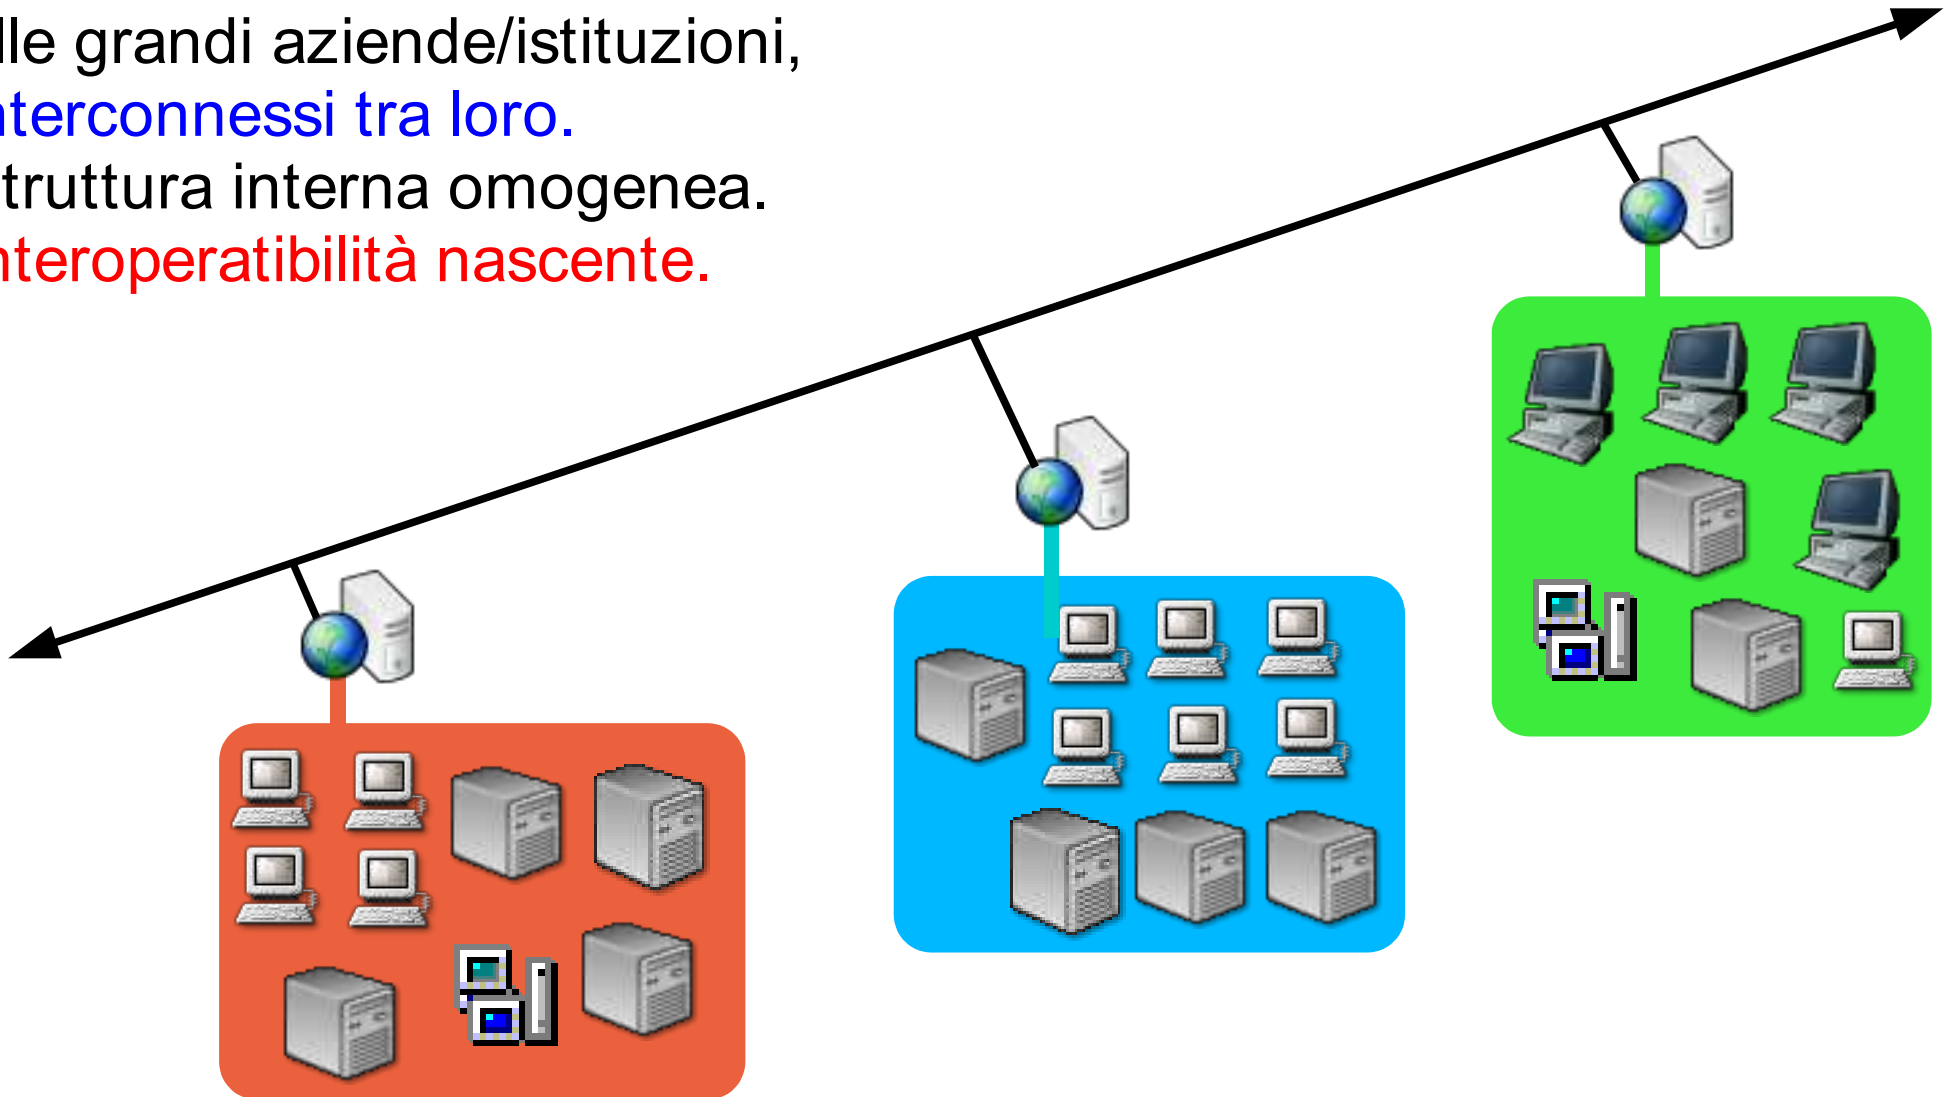 lle grandi aziende/istituzioni,
nterconnessi tra loro.
truttura interna omogenea.
nteroperatibilità nascente.